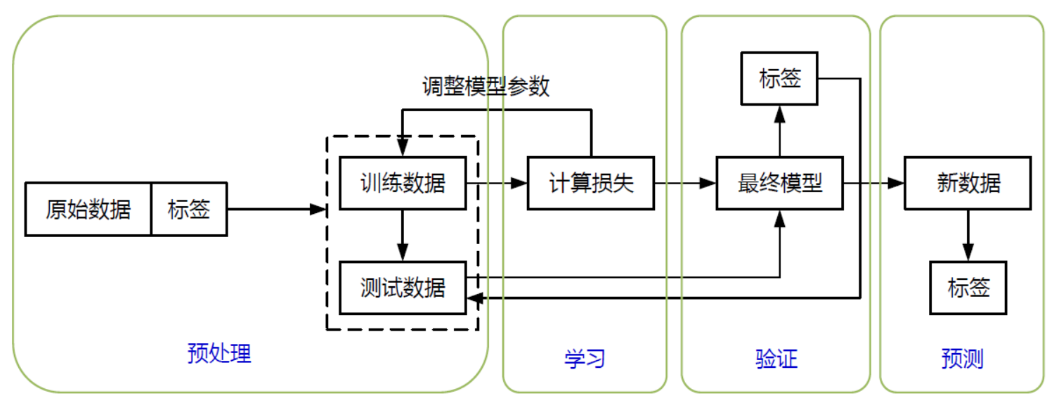 标签
调整模型参数
训练数据
计算损失
最终模型
新数据
原始数据
标签
测试数据
标签
预处理
学习
验证
预测